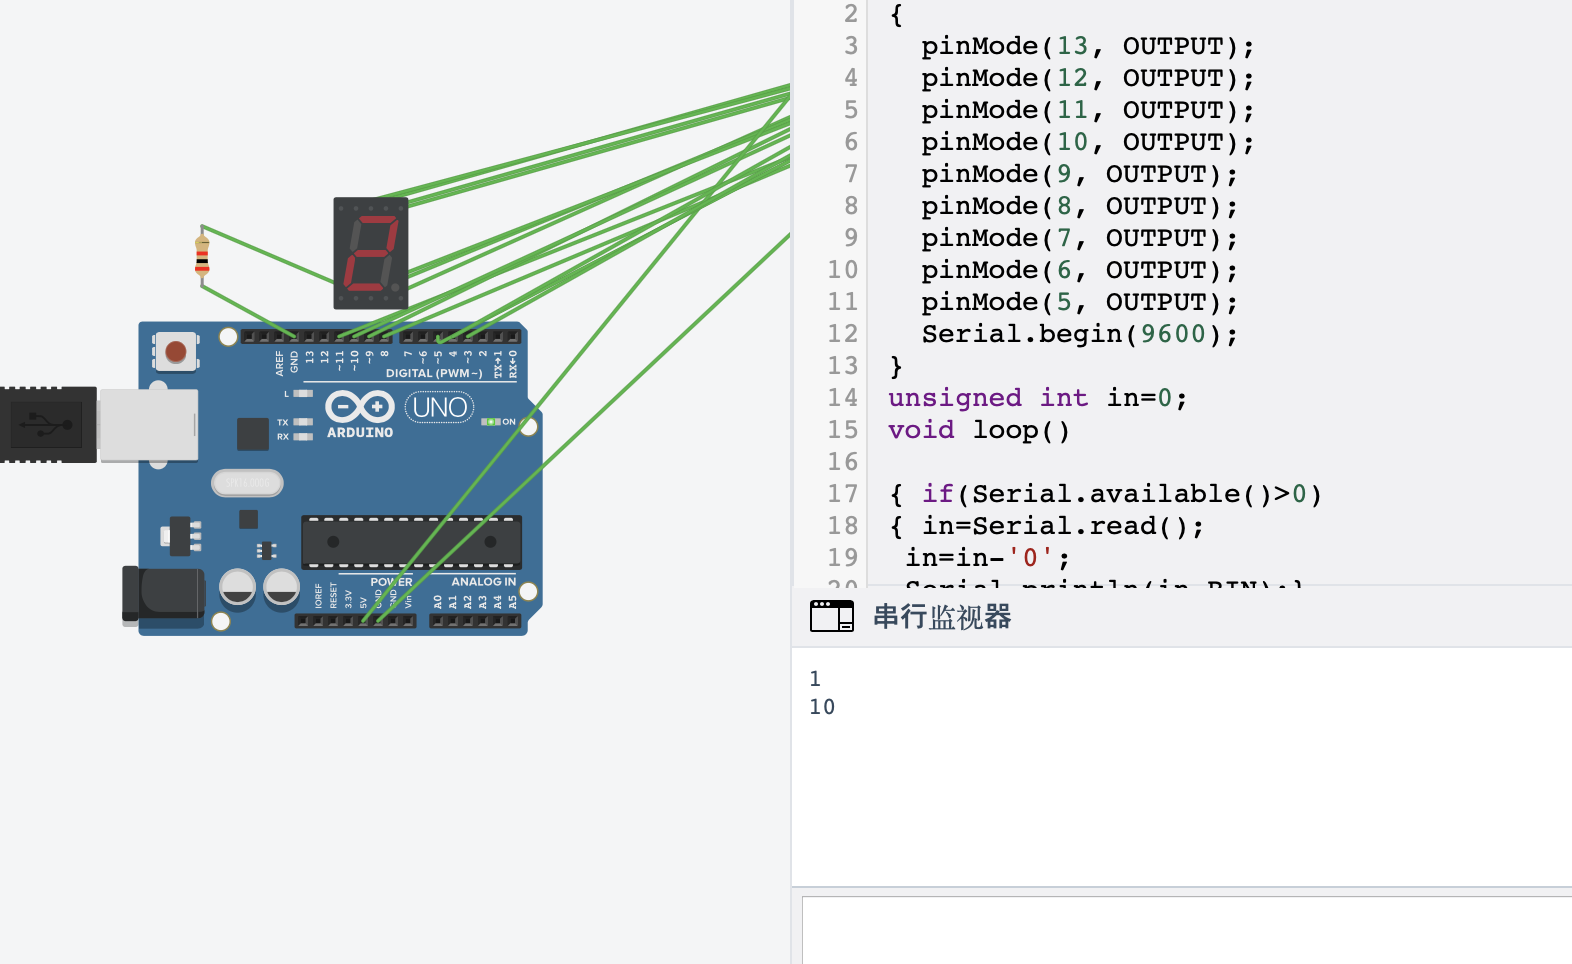 2 {
3 pinMode(13, OUTPUT);
4 pinMode(12, OUTPUT);
5 pinMode(11, OUTPUT);
6 pinMode(10, OUTPUT);
7 pinMode(9, OUTPUT);
8 pinMode(8, OUTPUT);
9 pinMode(7, OUTPUT);
10 pinMode(6, OUTPUT);
11 pinMode(5, OUTPUT);
12 Serial.begin(9600);
13 }
14 unsigned int in=0;
15 void loop()
16
17 { if(Serial.available()>0)
18 { in=Serial.read();
19 in=in-'0';
20 Serial.println(in,BIN);}
串行监视器
1
10
AREF
GND
13
12
~11
~10
~9
8
7
~6
~5
4
~3
2
TX→1
RX←0
DIGITAL (PWM~)
L
TX
RX
ARDUINO
UNO
ON
POWER
ANALOG IN
IOREF
RESET
3.3V
5V
GND
GND
Vin
A0
A1
A2
A3
A4
A5